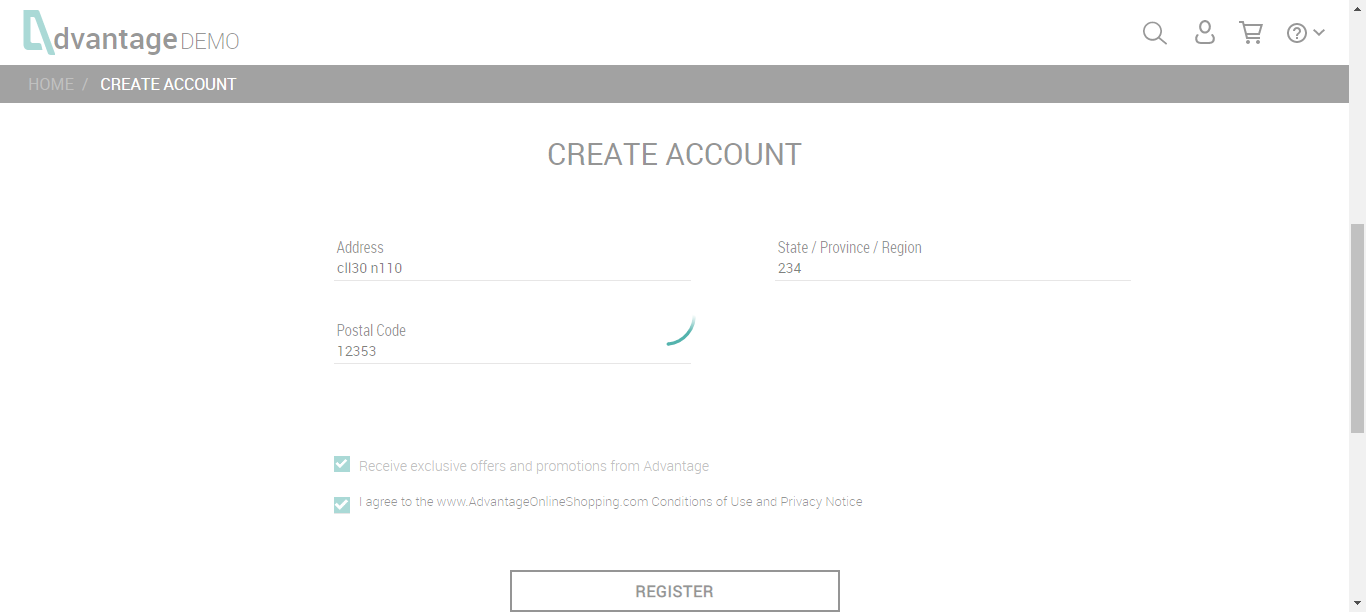 dvantage DEMO
HOME / CREATE ACCOUNT
CREATE ACCOUNT
Address
cll30 n110
State / Province / Region
234
Postal Code
12353
Receive exclusive offers and promotions from Advantage
I agree to the www.AdvantageOnlineShopping.com Conditions of Use and Privacy Notice
REGISTER